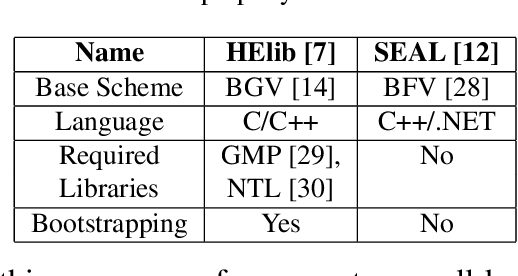 Name HElib [7] SEAL [12]
Base Scheme BGV [14] BFV [28]
Language C/C++ C++/.NET
Required GMP [29], No
Libraries NTL [30]
Bootstrapping Yes No